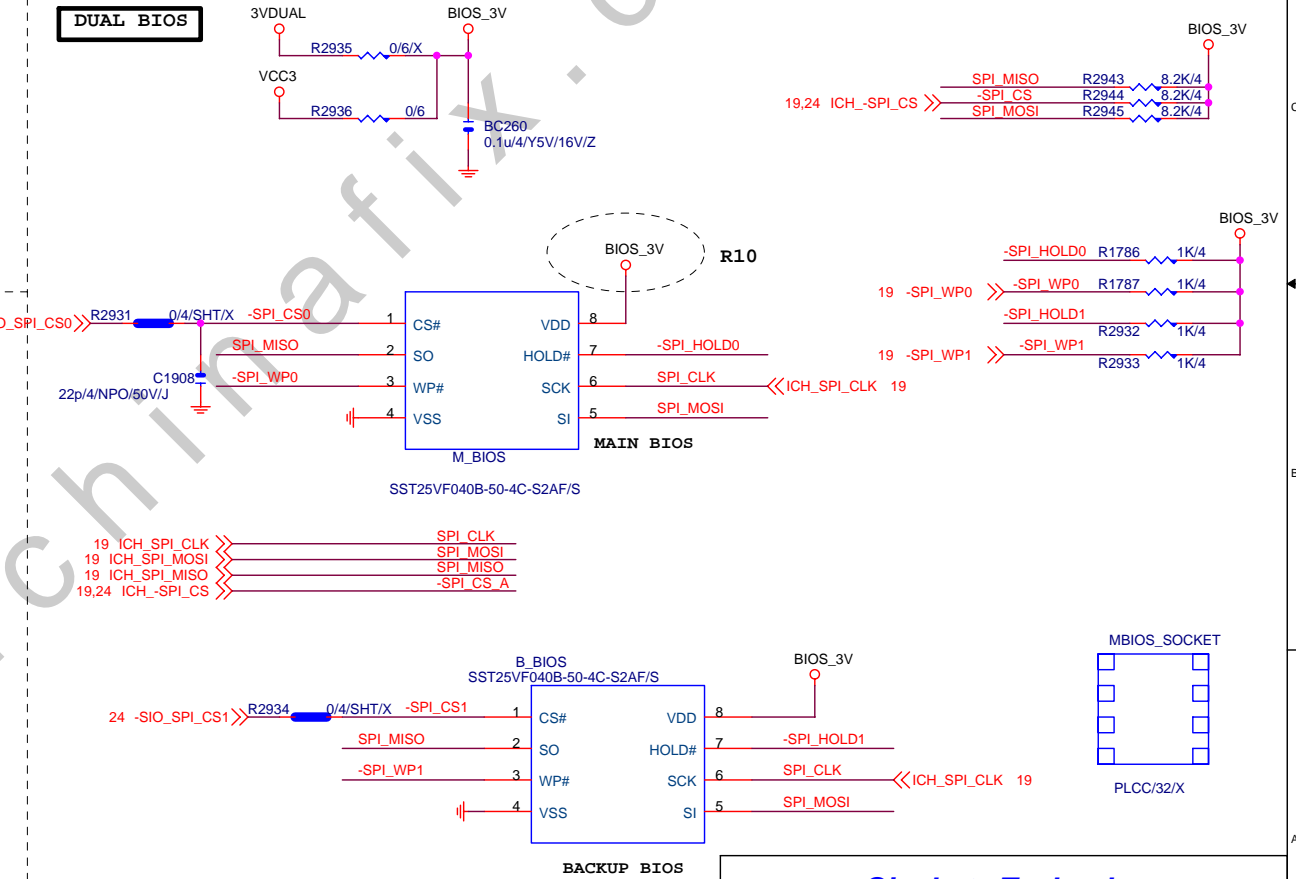 DUAL BIOS
3VDUAL
BIOS_3V
R2935 0/6/X
VCC3
R2936 0/6
BC260
0.1u/4/Y5V/16V/Z
BIOS_3V
SPI_MISO R2943 8.2K/4
19,24 ICH_-SPI_CS -SPI_CS R2944 8.2K/4
SPI_MOSI R2945 8.2K/4
C
BIOS_3V
-SPI_HOLD0 R1786 1K/4
19 -SPI_WP0 -SPI_WP0 R1787 1K/4
-SPI_HOLD1
R2932 1K/4
19 -SPI_WP1 -SPI_WP1
R2933 1K/4
BIOS_3V
R10
O_SPI_CS0 R2931 0/4/SHT/X -SPI_CS0 1 CS# VDD 8
SPI_MISO 2 SO HOLD# 7 -SPI_HOLD0
C1908 -SPI_WP0 3 WP# SCK 6 SPI_CLK ICH_SPI_CLK 19
22p/4/NPO/50V/J
4 VSS SI 5 SPI_MOSI
MAIN BIOS
M_BIOS
SST25VF040B-50-4C-S2AF/S
B
19 ICH_SPI_CLK SPI_CLK
19 ICH_SPI_MOSI SPI_MOSI
19 ICH_SPI_MISO SPI_MISO
19,24 ICH_-SPI_CS -SPI_CS_A
B_BIOS
SST25VF040B-50-4C-S2AF/S
BIOS_3V
24 -SIO_SPI_CS1 R2934 0/4/SHT/X -SPI_CS1 1 CS# VDD 8
SPI_MISO 2 SO HOLD# 7 -SPI_HOLD1
-SPI_WP1 3 WP# SCK 6 SPI_CLK ICH_SPI_CLK 19
4 VSS SI 5 SPI_MOSI
BACKUP BIOS
MBIOS_SOCKET
PLCC/32/X
A
chinafix.